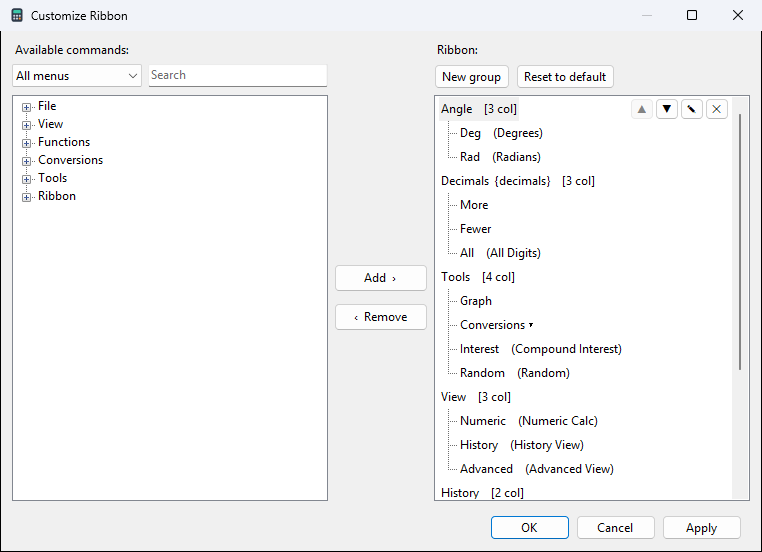 Customize Ribbon
Available commands:
All menus
Search
File
View
Functions
Conversions
Tools
Ribbon
Add ›
‹ Remove
Ribbon:
New group
Reset to default
Angle [3 col]
Deg (Degrees)
Rad (Radians)
Decimals {decimals} [3 col]
More
Fewer
All (All Digits)
Tools [4 col]
Graph
Conversions ▾
Interest (Compound Interest)
Random (Random)
View [3 col]
Numeric (Numeric Calc)
History (History View)
Advanced (Advanced View)
History [2 col]
OK
Cancel
Apply